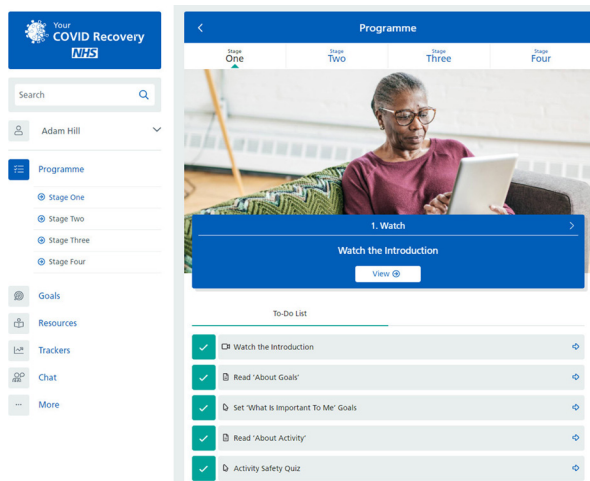 Your
COVID Recovery
NHS
Search
Adam Hill
Programme
Stage One
Stage Two
Stage Three
Stage Four
Goals
Resources
Trackers
Chat
More
Programme
Stage
One
Stage
Two
Stage
Three
Stage
Four
1. Watch
Watch the Introduction
View
To-Do List
Watch the Introduction
Read 'About Goals'
Set 'What Is Important To Me' Goals
Read 'About Activity'
Activity Safety Quiz